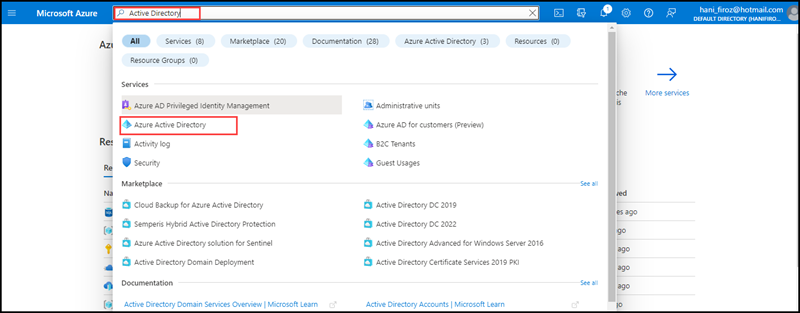 Microsoft Azure
Active Directory
1
hani_firoz@hotmail.com
DEFAULT DIRECTORY (HANIFIRO...
All
Services (8)
Marketplace (20)
Documentation (28)
Azure Active Directory (3)
Resources (0)
Resource Groups (0)
Services
Azure AD Privileged Identity Management
Administrative units
Azure Active Directory
Azure AD for customers (Preview)
Activity log
B2C Tenants
Security
Guest Usages
More services
Marketplace
See all
Cloud Backup for Azure Active Directory
Active Directory DC 2019
Semperis Hybrid Active Directory Protection
Active Directory DC 2022
Azure Active Directory solution for Sentinel
Active Directory Advanced for Windows Server 2016
Active Directory Domain Deployment
Active Directory Certificate Services 2019 PKI
Documentation
See all
Active Directory Domain Services Overview | Microsoft Learn
Active Directory Accounts | Microsoft Learn
Az
Res
Re
Na
che
is
ved
es ago
ago
ago
ago
ago